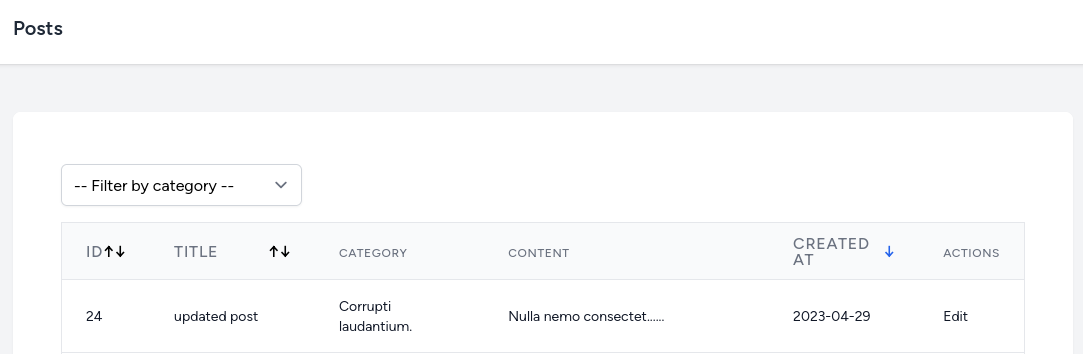 Posts
-- Filter by category --
ID↑↓ TITLE ↑↓ CATEGORY CONTENT CREATED AT ↓ ACTIONS
24 updated post Corrupti laudantium. Nulla nemo consectet...... 2023-04-29 Edit